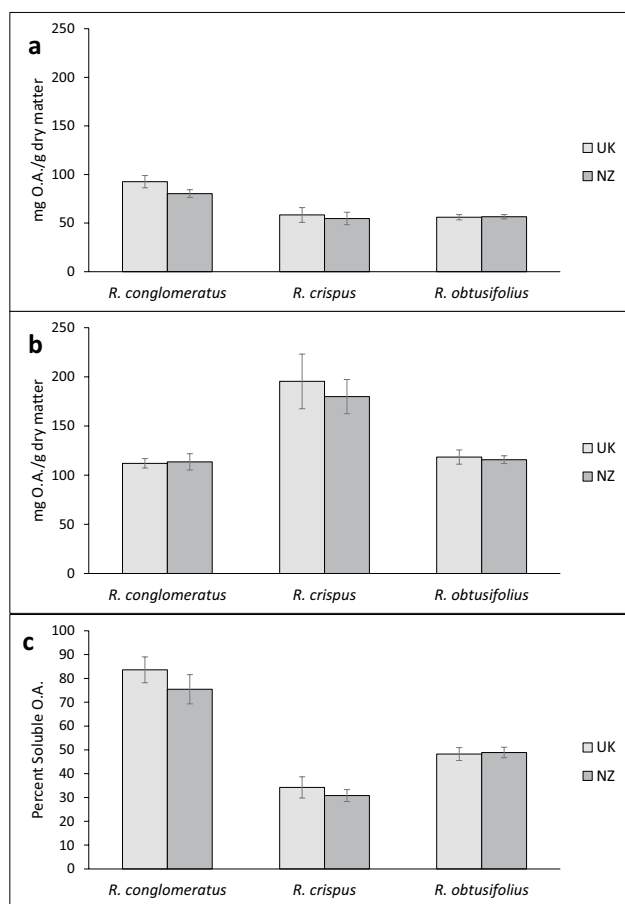 a
250
200
150
100
50
0
mg O.A./g dry matter
R. conglomeratus R. crispus R. obtusifolius
UK
NZ
b
250
200
150
100
50
0
mg O.A./g dry matter
R. conglomeratus R. crispus R. obtusifolius
UK
NZ
c
100
90
80
70
60
50
40
30
20
10
0
Percent Soluble O.A.
R. conglomeratus R. crispus R. obtusifolius
UK
NZ